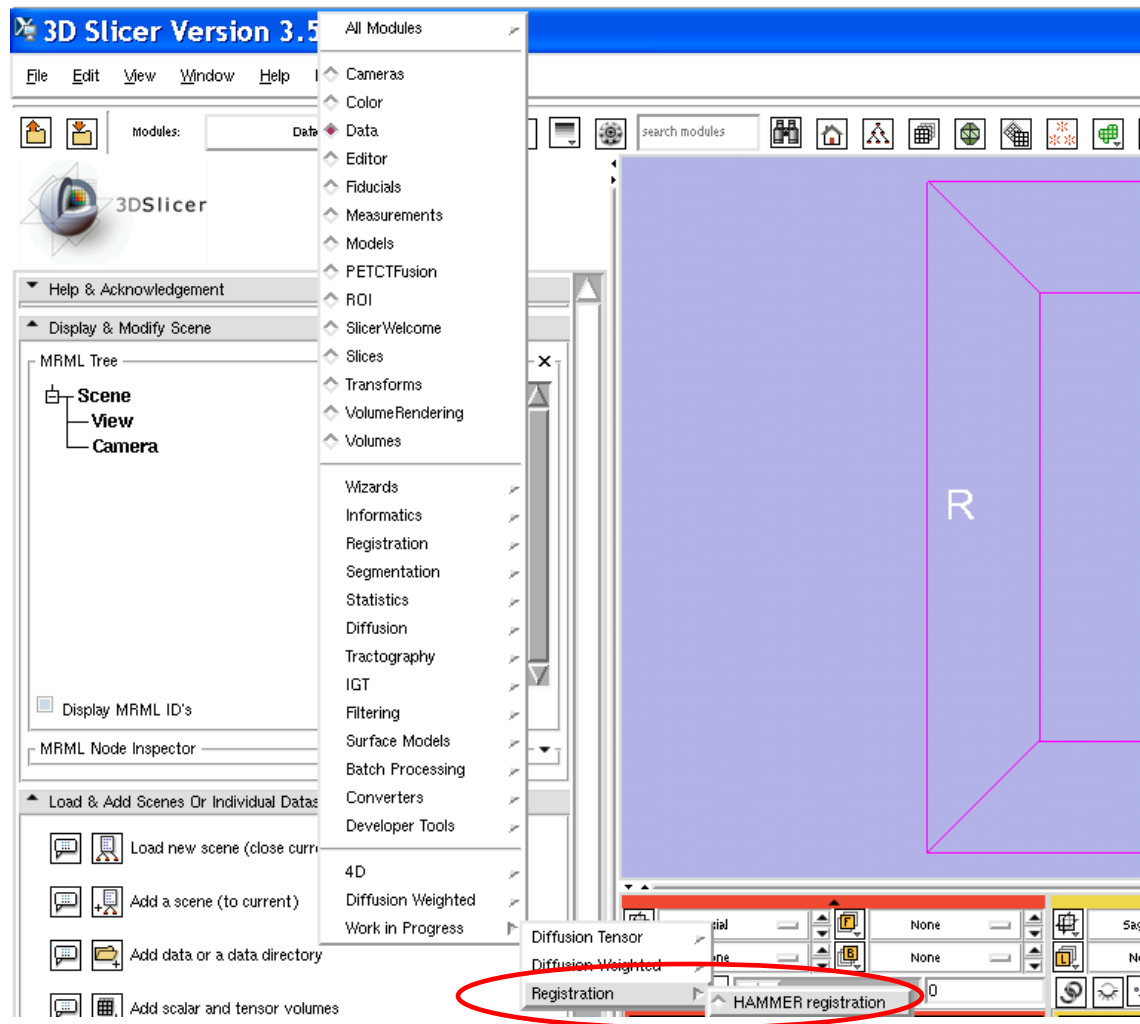 3D Slicer Version 3.5
File Edit View Window Help
Modules: Data
search modules
3DSlicer
Help & Acknowledgement
Display & Modify Scene
MRML Tree
Scene
View
Camera
Display MRML ID's
MRML Node Inspector
Load & Add Scenes Or Individual Datas
Load new scene (close curr
Add a scene (to current)
Add data or a data directory
Add scalar and tensor volumes
All Modules
Cameras
Color
Data
Editor
Fiducials
Measurements
Models
PETCTFusion
ROI
SlicerWelcome
Slices
Transforms
VolumeRendering
Volumes
Wizards
Informatics
Registration
Segmentation
Statistics
Diffusion
Tractography
IGT
Filtering
Surface Models
Batch Processing
Converters
Developer Tools
4D
Diffusion Weighted
Work in Progress
Diffusion Tensor
Diffusion Weighted
Registration
HAMMER registration
R
ial F None Sag
ne B None L N
0